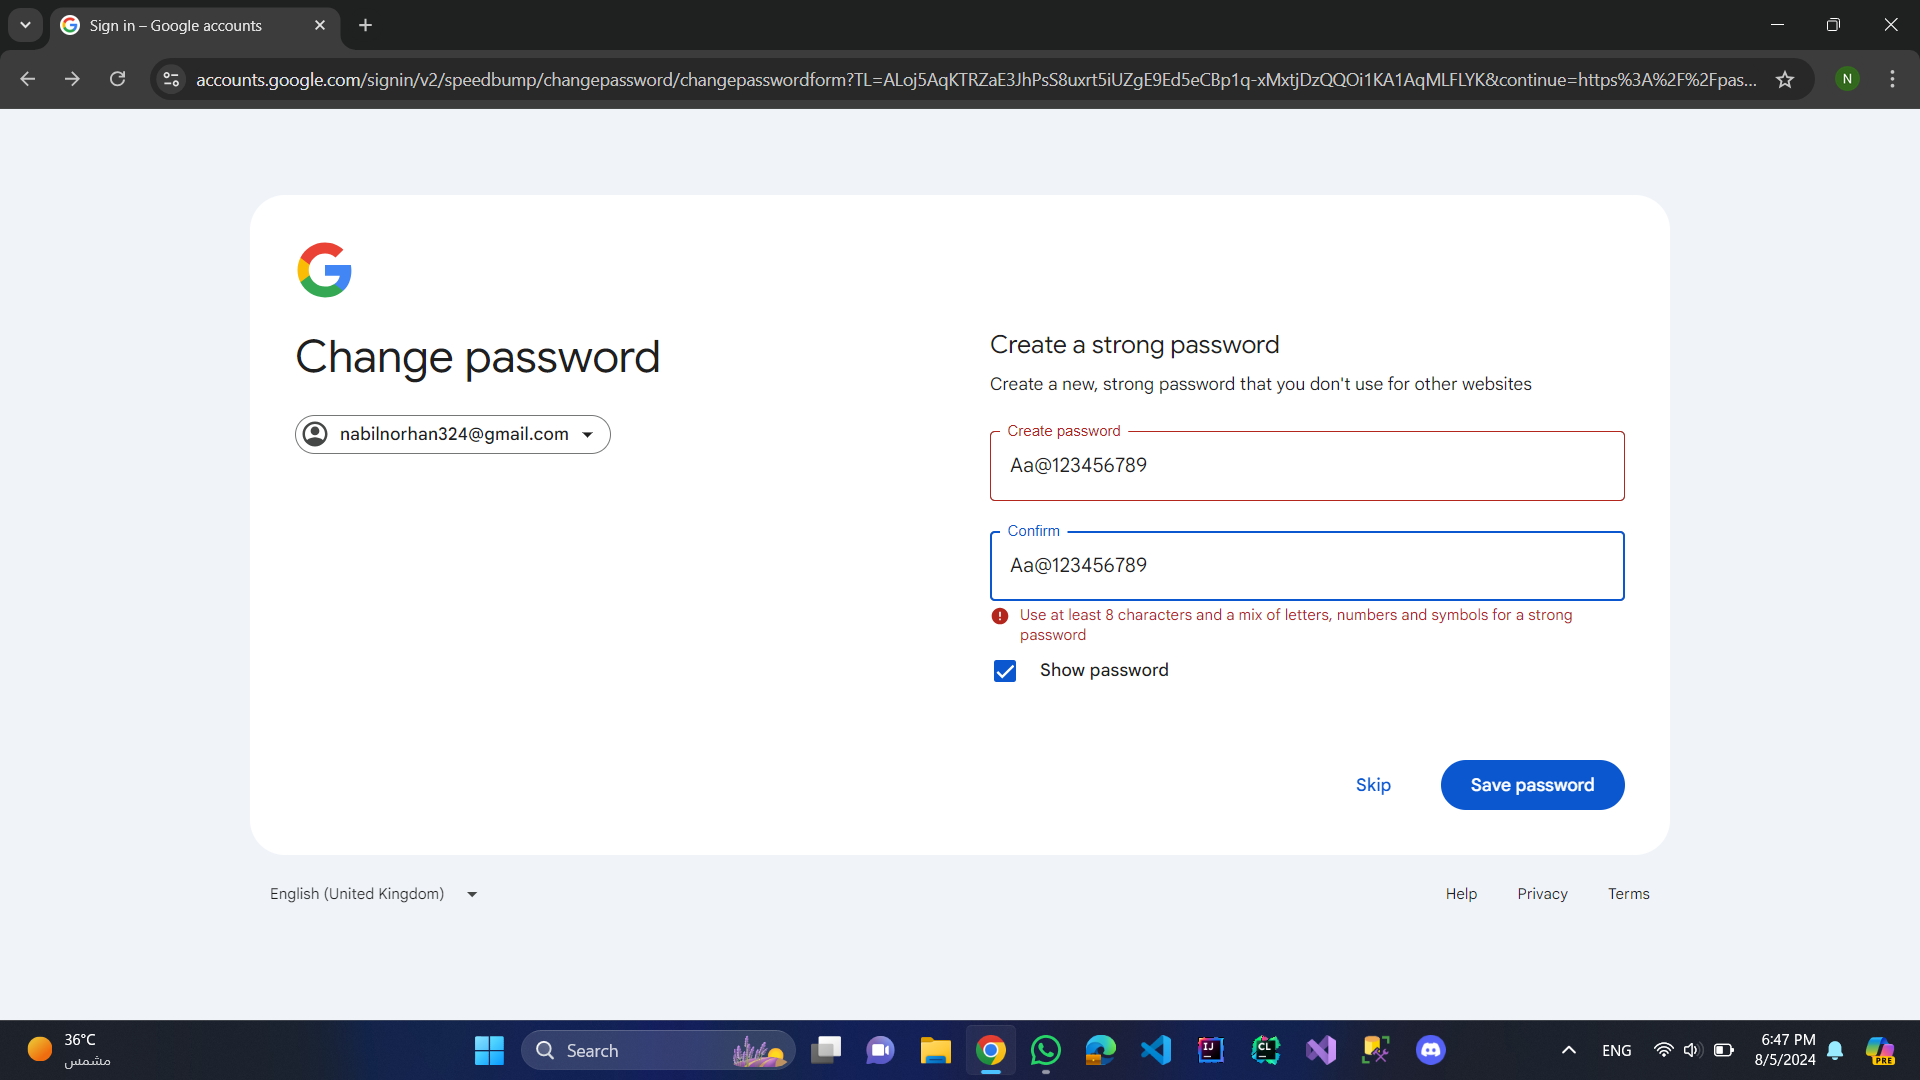 Sign in – Google accounts
accounts.google.com/signin/v2/speedbump/changepassword/changepasswordform?TL=ALoj5AqKTRZaE3JhPsS8uxrt5iUZgE9Ed5eCBp1q-xMxtjDzQQOi1KA1AqMLFLYK&continue=https%3A%2F%2Fpas...
N
Change password
nabilnorhan324@gmail.com
Create a strong password
Create a new, strong password that you don't use for other websites
Create password
Aa@123456789
Confirm
Aa@123456789
Use at least 8 characters and a mix of letters, numbers and symbols for a strong
password
Show password
Skip
Save password
English (United Kingdom)
Help
Privacy
Terms
36°C
مشمس
Search
IJ
CL
ENG
6:47 PM
8/5/2024
PRE